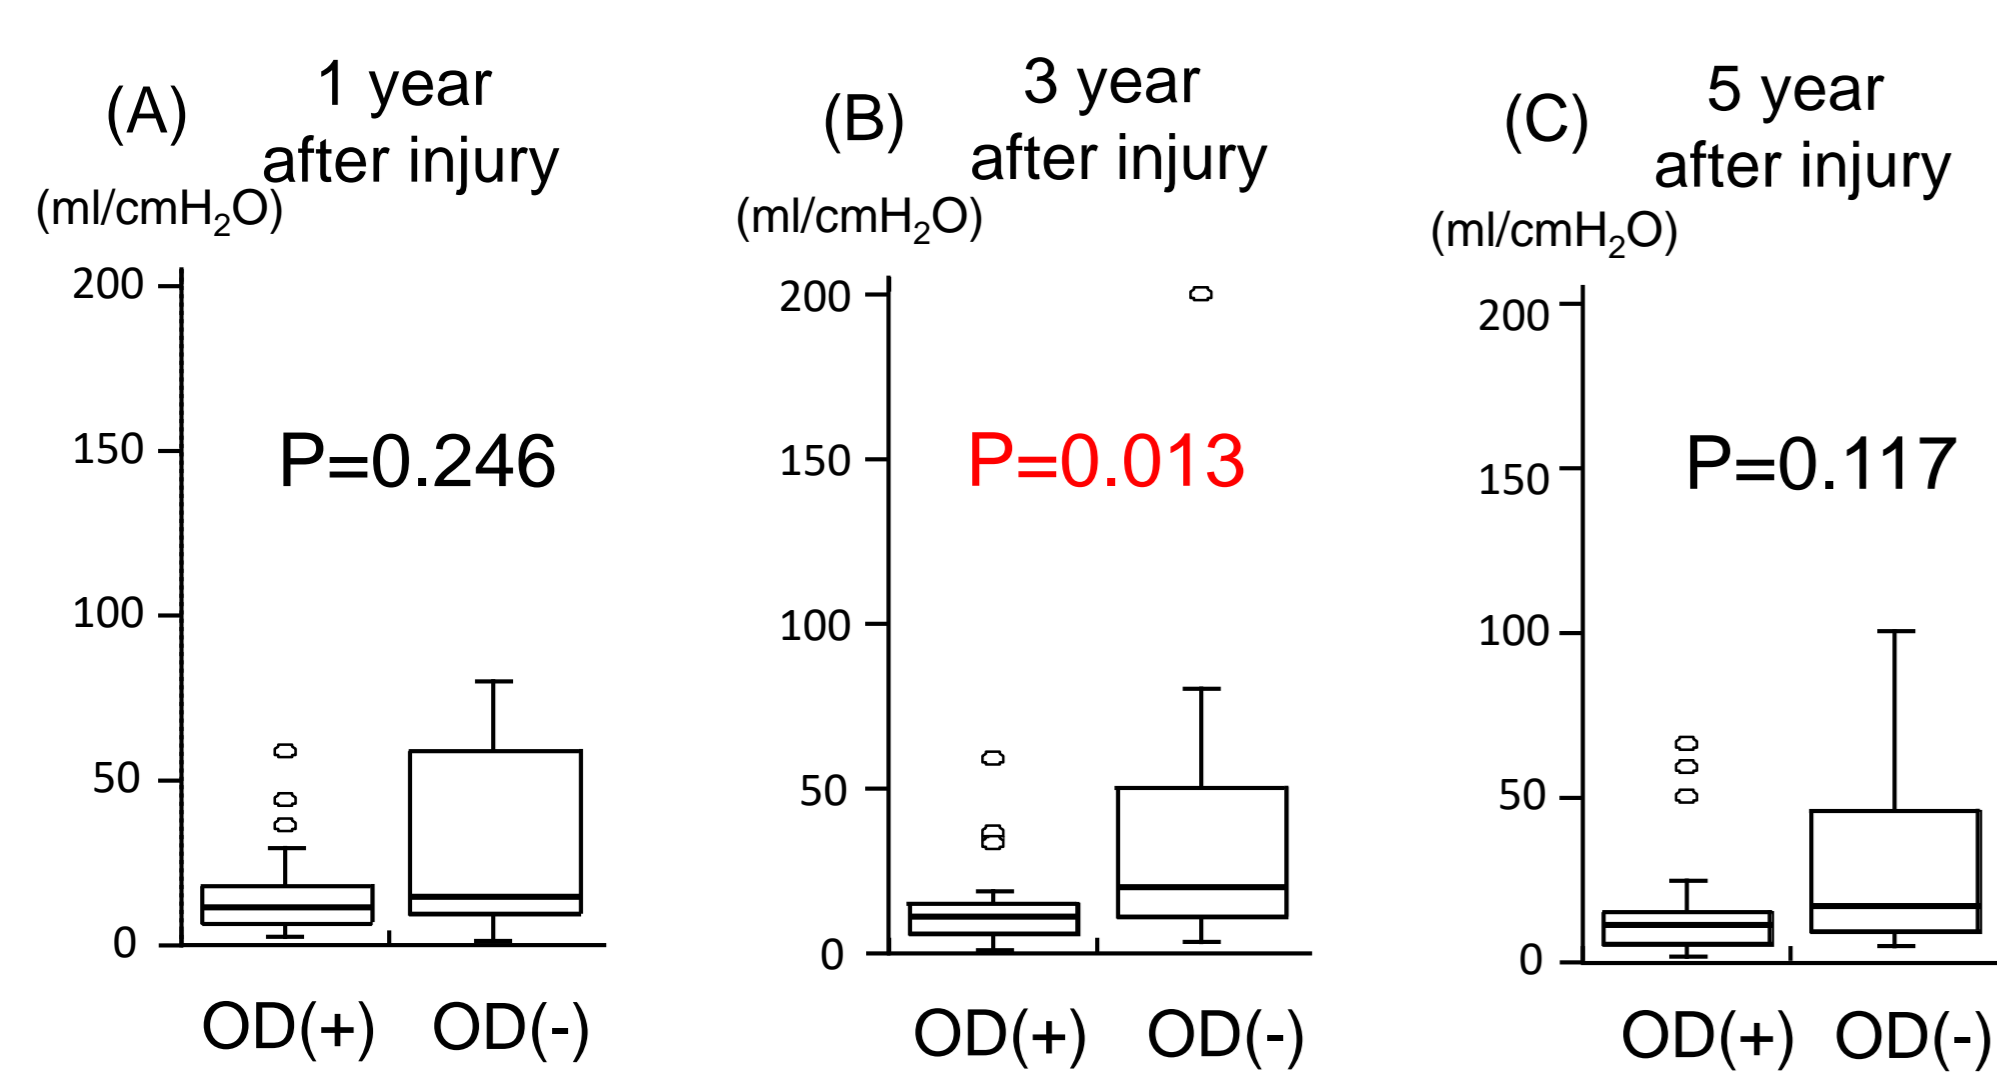 (A)
1 year
after injury
(ml/cmH₂O)
200
150
100
50
0
P=0.246
OD(+)
OD(-)
(B)
3 year
after injury
(ml/cmH₂O)
200
150
100
50
0
P=0.013
OD(+)
OD(-)
(C)
5 year
after injury
(ml/cmH₂O)
200
150
100
50
0
P=0.117
OD(+)
OD(-)